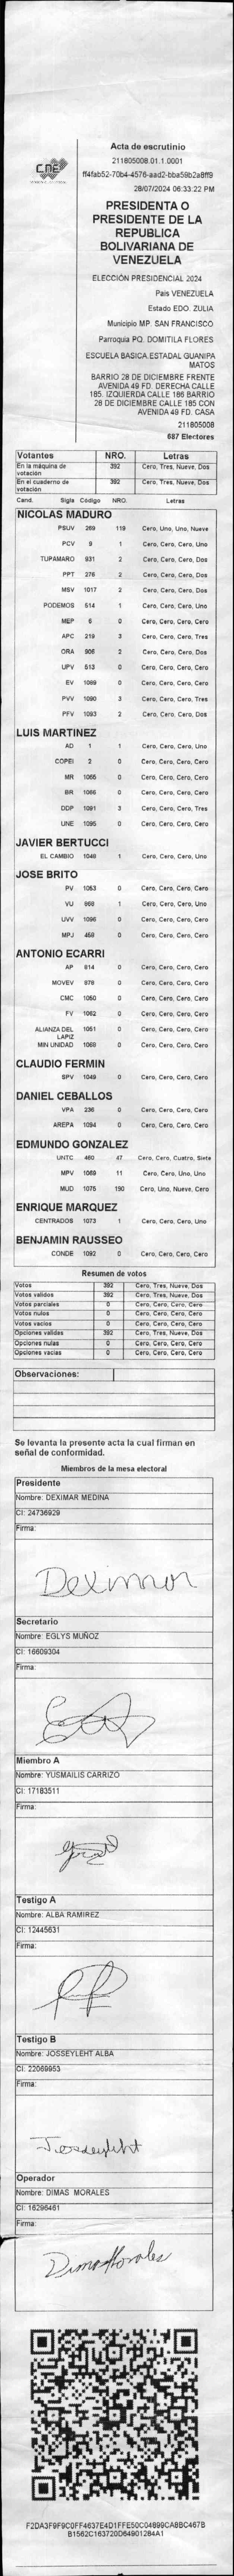 CNE
Acta de escrutinio
211805008.01.1.0001
ff4fab52-70b4-4576-aad2-bba59b2a8ff9
28/07/2024 06:33:22 PM
PRESIDENTA O
PRESIDENTE DE LA
REPUBLICA
BOLIVARIANA DE
VENEZUELA
ELECCIÓN PRESIDENCIAL 2024
Pais VENEZUELA
Estado EDO. ZULIA
Municipio MP. SAN FRANCISCO
Parroquia PQ. DOMITILA FLORES
ESCUELA BASICA ESTADAL GUANIPA
MATOS
BARRIO 28 DE DICIEMBRE FRENTE
AVENIDA 49 FD. DERECHA CALLE
185. IZQUIERDA CALLE 186 BARRIO
28 DE DICIEMBRE CALLE 185 CON
AVENIDA 49 FD. CASA
211805008
687 Electores
Votantes NRO. Letras
En la máquina de votación 392 Cero, Tres, Nueve, Dos
En el cuaderno de votación 392 Cero, Tres, Nueve, Dos
Cand. Sigla Código NRO. Letras
NICOLAS MADURO
PSUV 269 119 Cero, Uno, Uno, Nueve
PCV 9 1 Cero, Cero, Cero, Uno
TUPAMARO 931 2 Cero, Cero, Cero, Dos
PPT 276 2 Cero, Cero, Cero, Dos
MSV 1017 2 Cero, Cero, Cero, Dos
PODEMOS 514 1 Cero, Cero, Cero, Uno
MEP 6 0 Cero, Cero, Cero, Cero
APC 219 3 Cero, Cero, Cero, Tres
ORA 906 2 Cero, Cero, Cero, Dos
UPV 513 0 Cero, Cero, Cero, Cero
EV 1089 0 Cero, Cero, Cero, Cero
PVV 1090 3 Cero, Cero, Cero, Tres
PFV 1093 2 Cero, Cero, Cero, Dos
LUIS MARTINEZ
AD 1 1 Cero, Cero, Cero, Uno
COPEI 2 0 Cero, Cero, Cero, Cero
MR 1065 0 Cero, Cero, Cero, Cero
BR 1066 0 Cero, Cero, Cero, Cero
DDP 1091 3 Cero, Cero, Cero, Tres
UNE 1095 0 Cero, Cero, Cero, Cero
JAVIER BERTUCCI
EL CAMBIO 1048 1 Cero, Cero, Cero, Uno
JOSE BRITO
PV 1053 0 Cero, Cero, Cero, Cero
VU 868 1 Cero, Cero, Cero, Uno
UVV 1096 0 Cero, Cero, Cero, Cero
MPJ 459 0 Cero, Cero, Cero, Cero
ANTONIO ECARRI
AP 814 0 Cero, Cero, Cero, Cero
MOVEV 978 0 Cero, Cero, Cero, Cero
CMC 1050 0 Cero, Cero, Cero, Cero
FV 1062 0 Cero, Cero, Cero, Cero
ALIANZA DEL LAPIZ 1051 0 Cero, Cero, Cero, Cero
MIN UNIDAD 1068 0 Cero, Cero, Cero, Cero
CLAUDIO FERMIN
SPV 1049 0 Cero, Cero, Cero, Cero
DANIEL CEBALLOS
VPA 236 0 Cero, Cero, Cero, Cero
AREPA 1094 0 Cero, Cero, Cero, Cero
EDMUNDO GONZALEZ
UNTC 460 47 Cero, Cero, Cuatro, Siete
MPV 1069 11 Cero, Cero, Uno, Uno
MUD 1075 190 Cero, Uno, Nueve, Cero
ENRIQUE MARQUEZ
CENTRADOS 1073 1 Cero, Cero, Cero, Uno
BENJAMIN RAUSSEO
CONDE 1092 0 Cero, Cero, Cero, Cero
Resumen de votos
Votos 392 Cero, Tres, Nueve, Dos
Votos validos 392 Cero, Tres, Nueve, Dos
Votos parciales 0 Cero, Cero, Cero, Cero
Votos nulos 0 Cero, Cero, Cero, Cero
Votos vacios 0 Cero, Cero, Cero, Cero
Opciones validas 392 Cero, Tres, Nueve, Dos
Opciones nulas 0 Cero, Cero, Cero, Cero
Opciones vacias 0 Cero, Cero, Cero, Cero
Observaciones:
Se levanta la presente acta la cual firman en
señal de conformidad.
Miembros de la mesa electoral
Presidente
Nombre: DEXIMAR MEDINA
CI: 24736929
Firma:
Deximar
Secretario
Nombre: EGLYS MUÑOZ
CI: 16609304
Firma:
Miembro A
Nombre: YUSMAILIS CARRIZO
CI: 17183511
Firma:
Testigo A
Nombre: ALBA RAMIREZ
CI: 12445631
Firma:
Testigo B
Nombre: JOSSEYLEHT ALBA
CI: 22069953
Firma:
Josseyleht
Operador
Nombre: DIMAS MORALES
CI: 16296461
Firma:
Dimas Morales
F2DA3F9F9C0FF4637E4D1FFE50C04899CA8BC467B
B1562C163720D64901284A1